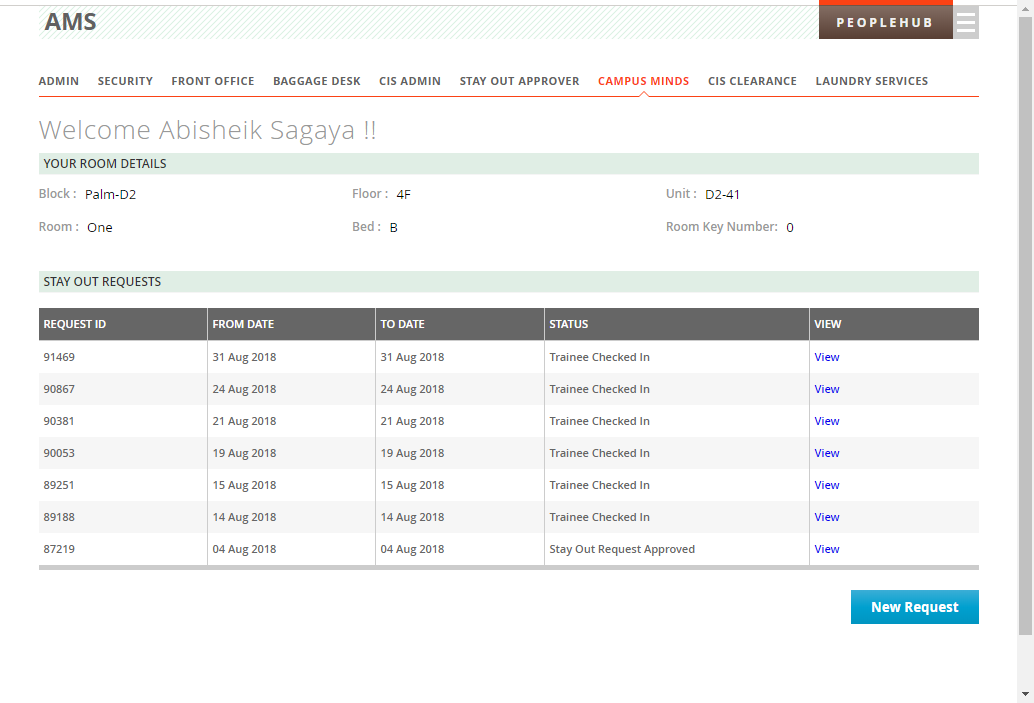 AMS
PEOPLEHUB
ADMIN SECURITY FRONT OFFICE BAGGAGE DESK CIS ADMIN STAY OUT APPROVER CAMPUS MINDS CIS CLEARANCE LAUNDRY SERVICES
Welcome Abisheik Sagaya !!
YOUR ROOM DETAILS
Block : Palm-D2 Floor : 4F Unit : D2-41
Room : One Bed : B Room Key Number: 0
STAY OUT REQUESTS
REQUEST ID FROM DATE TO DATE STATUS VIEW
91469 31 Aug 2018 31 Aug 2018 Trainee Checked In View
90867 24 Aug 2018 24 Aug 2018 Trainee Checked In View
90381 21 Aug 2018 21 Aug 2018 Trainee Checked In View
90053 19 Aug 2018 19 Aug 2018 Trainee Checked In View
89251 15 Aug 2018 15 Aug 2018 Trainee Checked In View
89188 14 Aug 2018 14 Aug 2018 Trainee Checked In View
87219 04 Aug 2018 04 Aug 2018 Stay Out Request Approved View
New Request